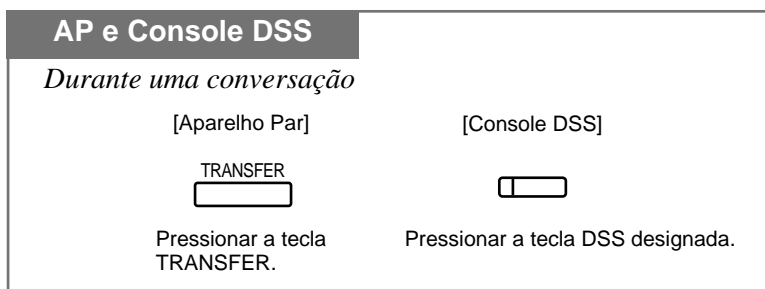 AP e Console DSS
Durante uma conversação
[Aparelho Par]
[Console DSS]
TRANSFER
Pressionar a tecla
TRANSFER.
Pressionar a tecla DSS designada.